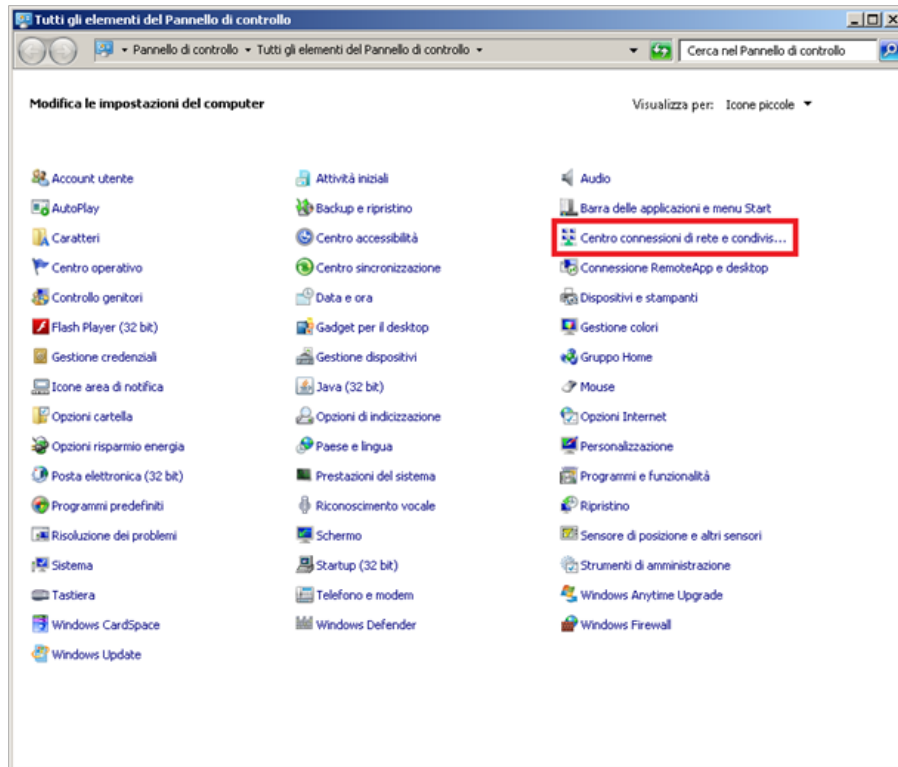 Tutti gli elementi del Pannello di controllo
Pannello di controllo Tutti gli elementi del Pannello di controllo Cerca nel Pannello di controllo
Modifica le impostazioni del computer Visualizza per: Icone piccole
Account utente Attività iniziali Audio
AutoPlay Backup e ripristino Barra delle applicazioni e menu Start
Caratteri Centro accessibilità Centro connessioni di rete e condivis...
Centro operativo Centro sincronizzazione Connessione RemoteApp e desktop
Controllo genitori Data e ora Dispositivi e stampanti
Flash Player (32 bit) Gadget per il desktop Gestione colori
Gestione credenziali Gestione dispositivi Gruppo Home
Icone area di notifica Java (32 bit) Mouse
Opzioni cartella Opzioni di indicizzazione Opzioni Internet
Opzioni risparmio energia Paese e lingua Personalizzazione
Posta elettronica (32 bit) Prestazioni del sistema Programmi e funzionalità
Programmi predefiniti Riconoscimento vocale Ripristino
Risoluzione dei problemi Schermo Sensore di posizione e altri sensori
Sistema Startup (32 bit) Strumenti di amministrazione
Tastiera Telefono e modem Windows Anytime Upgrade
Windows CardSpace Windows Defender Windows Firewall
Windows Update